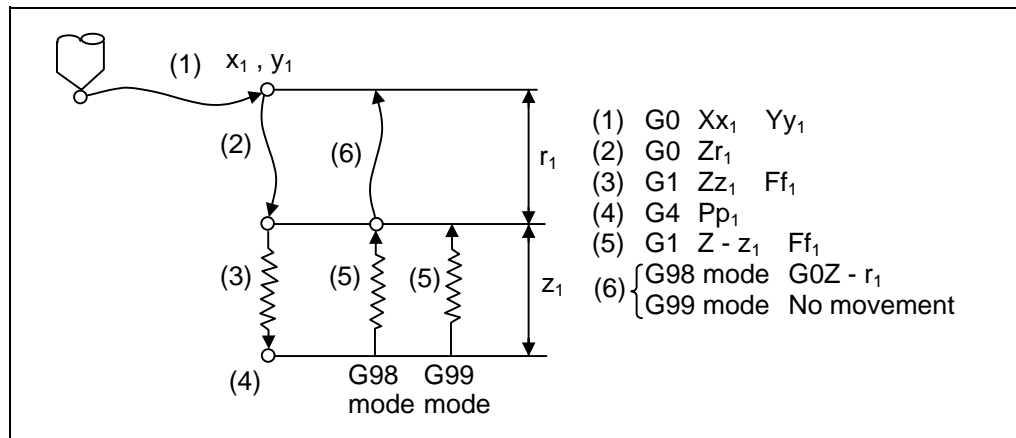 (1) x₁ , y₁
(2)
(6)
r₁
(3)
(5)
(5)
z₁
(4)
G98 mode
G99 mode
(1) G0 Xx₁ Yy₁
(2) G0 Zr₁
(3) G1 Zz₁ Ff₁
(4) G4 Pp₁
(5) G1 Z - z₁ Ff₁
(6) G98 mode G0Z - r₁
G99 mode No movement